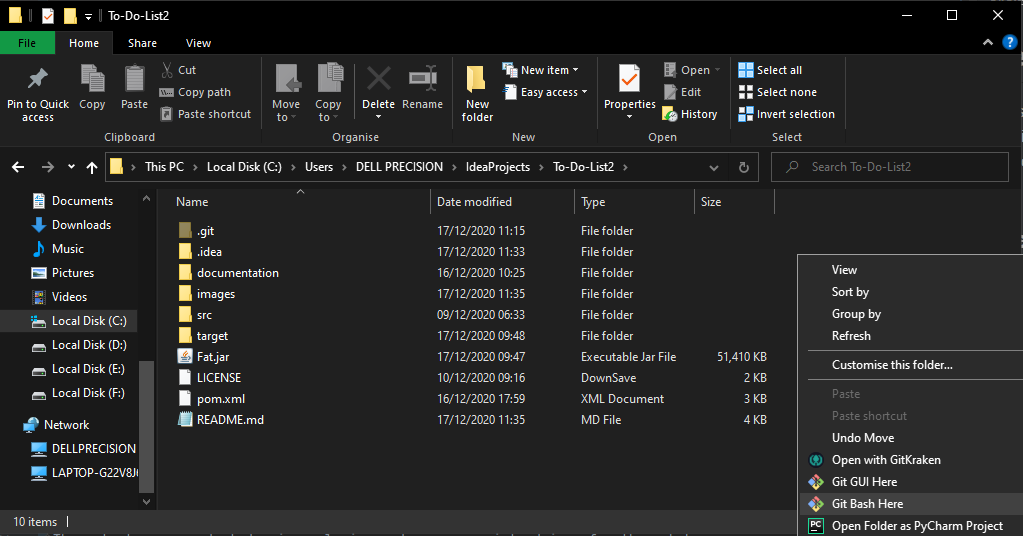 To-Do-List2
File Home Share View
Pin to Quick access
Copy
Paste
Cut
Copy path
Paste shortcut
Clipboard
Move to
Copy to
Delete
Rename
Organise
New folder
New item
Easy access
New
Properties
Open
Edit
History
Open
Select all
Select none
Invert selection
Select
This PC > Local Disk (C:) > Users > DELL PRECISION > IdeaProjects > To-Do-List2 >
Search To-Do-List2
Documents
Downloads
Music
Pictures
Videos
Local Disk (C:)
Local Disk (D:)
Local Disk (E:)
Local Disk (F:)
Network
DELLPRECISION
LAPTOP-G22V8J
Name Date modified Type Size
.git 17/12/2020 11:15 File folder
.idea 17/12/2020 11:33 File folder
documentation 16/12/2020 10:25 File folder
images 17/12/2020 11:35 File folder
src 09/12/2020 06:33 File folder
target 17/12/2020 09:48 File folder
Fat.jar 17/12/2020 09:47 Executable Jar File 51,410 KB
LICENSE 10/12/2020 09:16 DownSave 2 KB
pom.xml 16/12/2020 17:59 XML Document 3 KB
README.md 17/12/2020 11:35 MD File 4 KB
View
Sort by
Group by
Refresh
Customise this folder...
Paste
Paste shortcut
Undo Move
Open with GitKraken
Git GUI Here
Git Bash Here
PC Open Folder as PyCharm Project
10 items